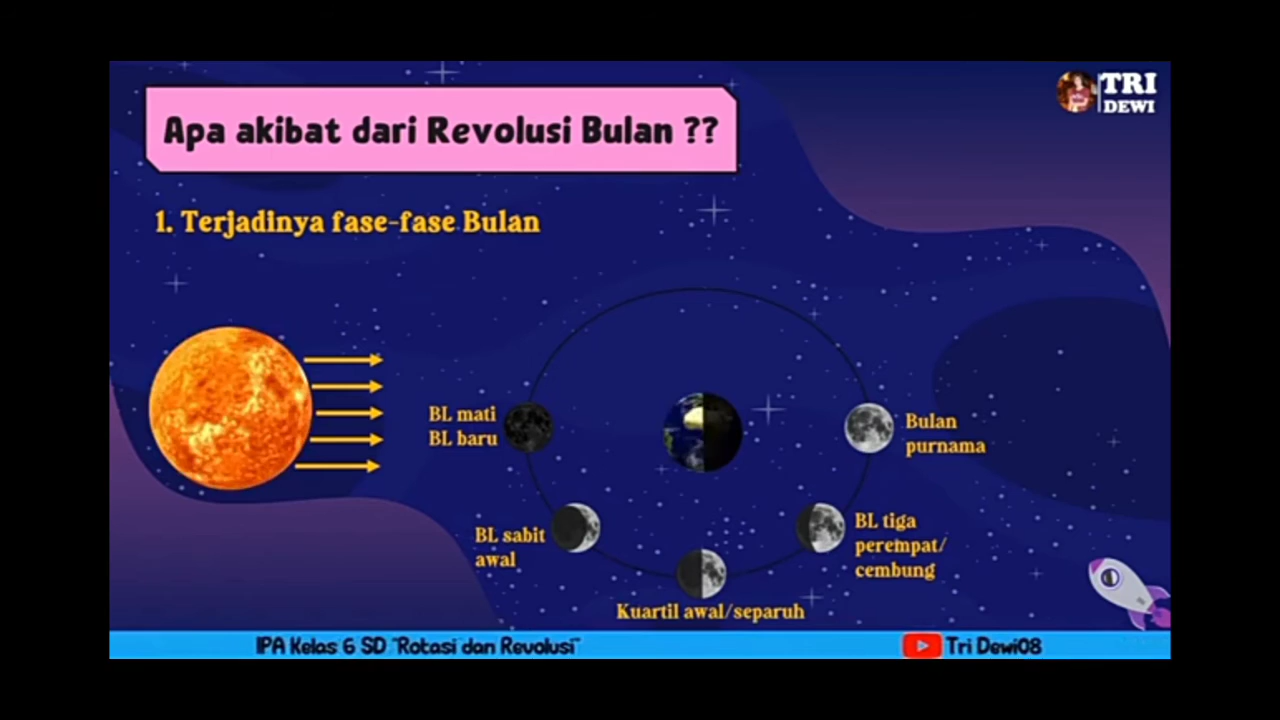 TRI
DEWI
Apa akibat dari Revolusi Bulan ??
1. Terjadinya fase-fase Bulan
BL mati
BL baru
Bulan
purnama
BL sabit
awal
BL tiga
perempat/
cembung
Kuartil awal/separuh
IPA Kelas 6 SD "Rotasi dan Revolusi"
Tri Dewi08